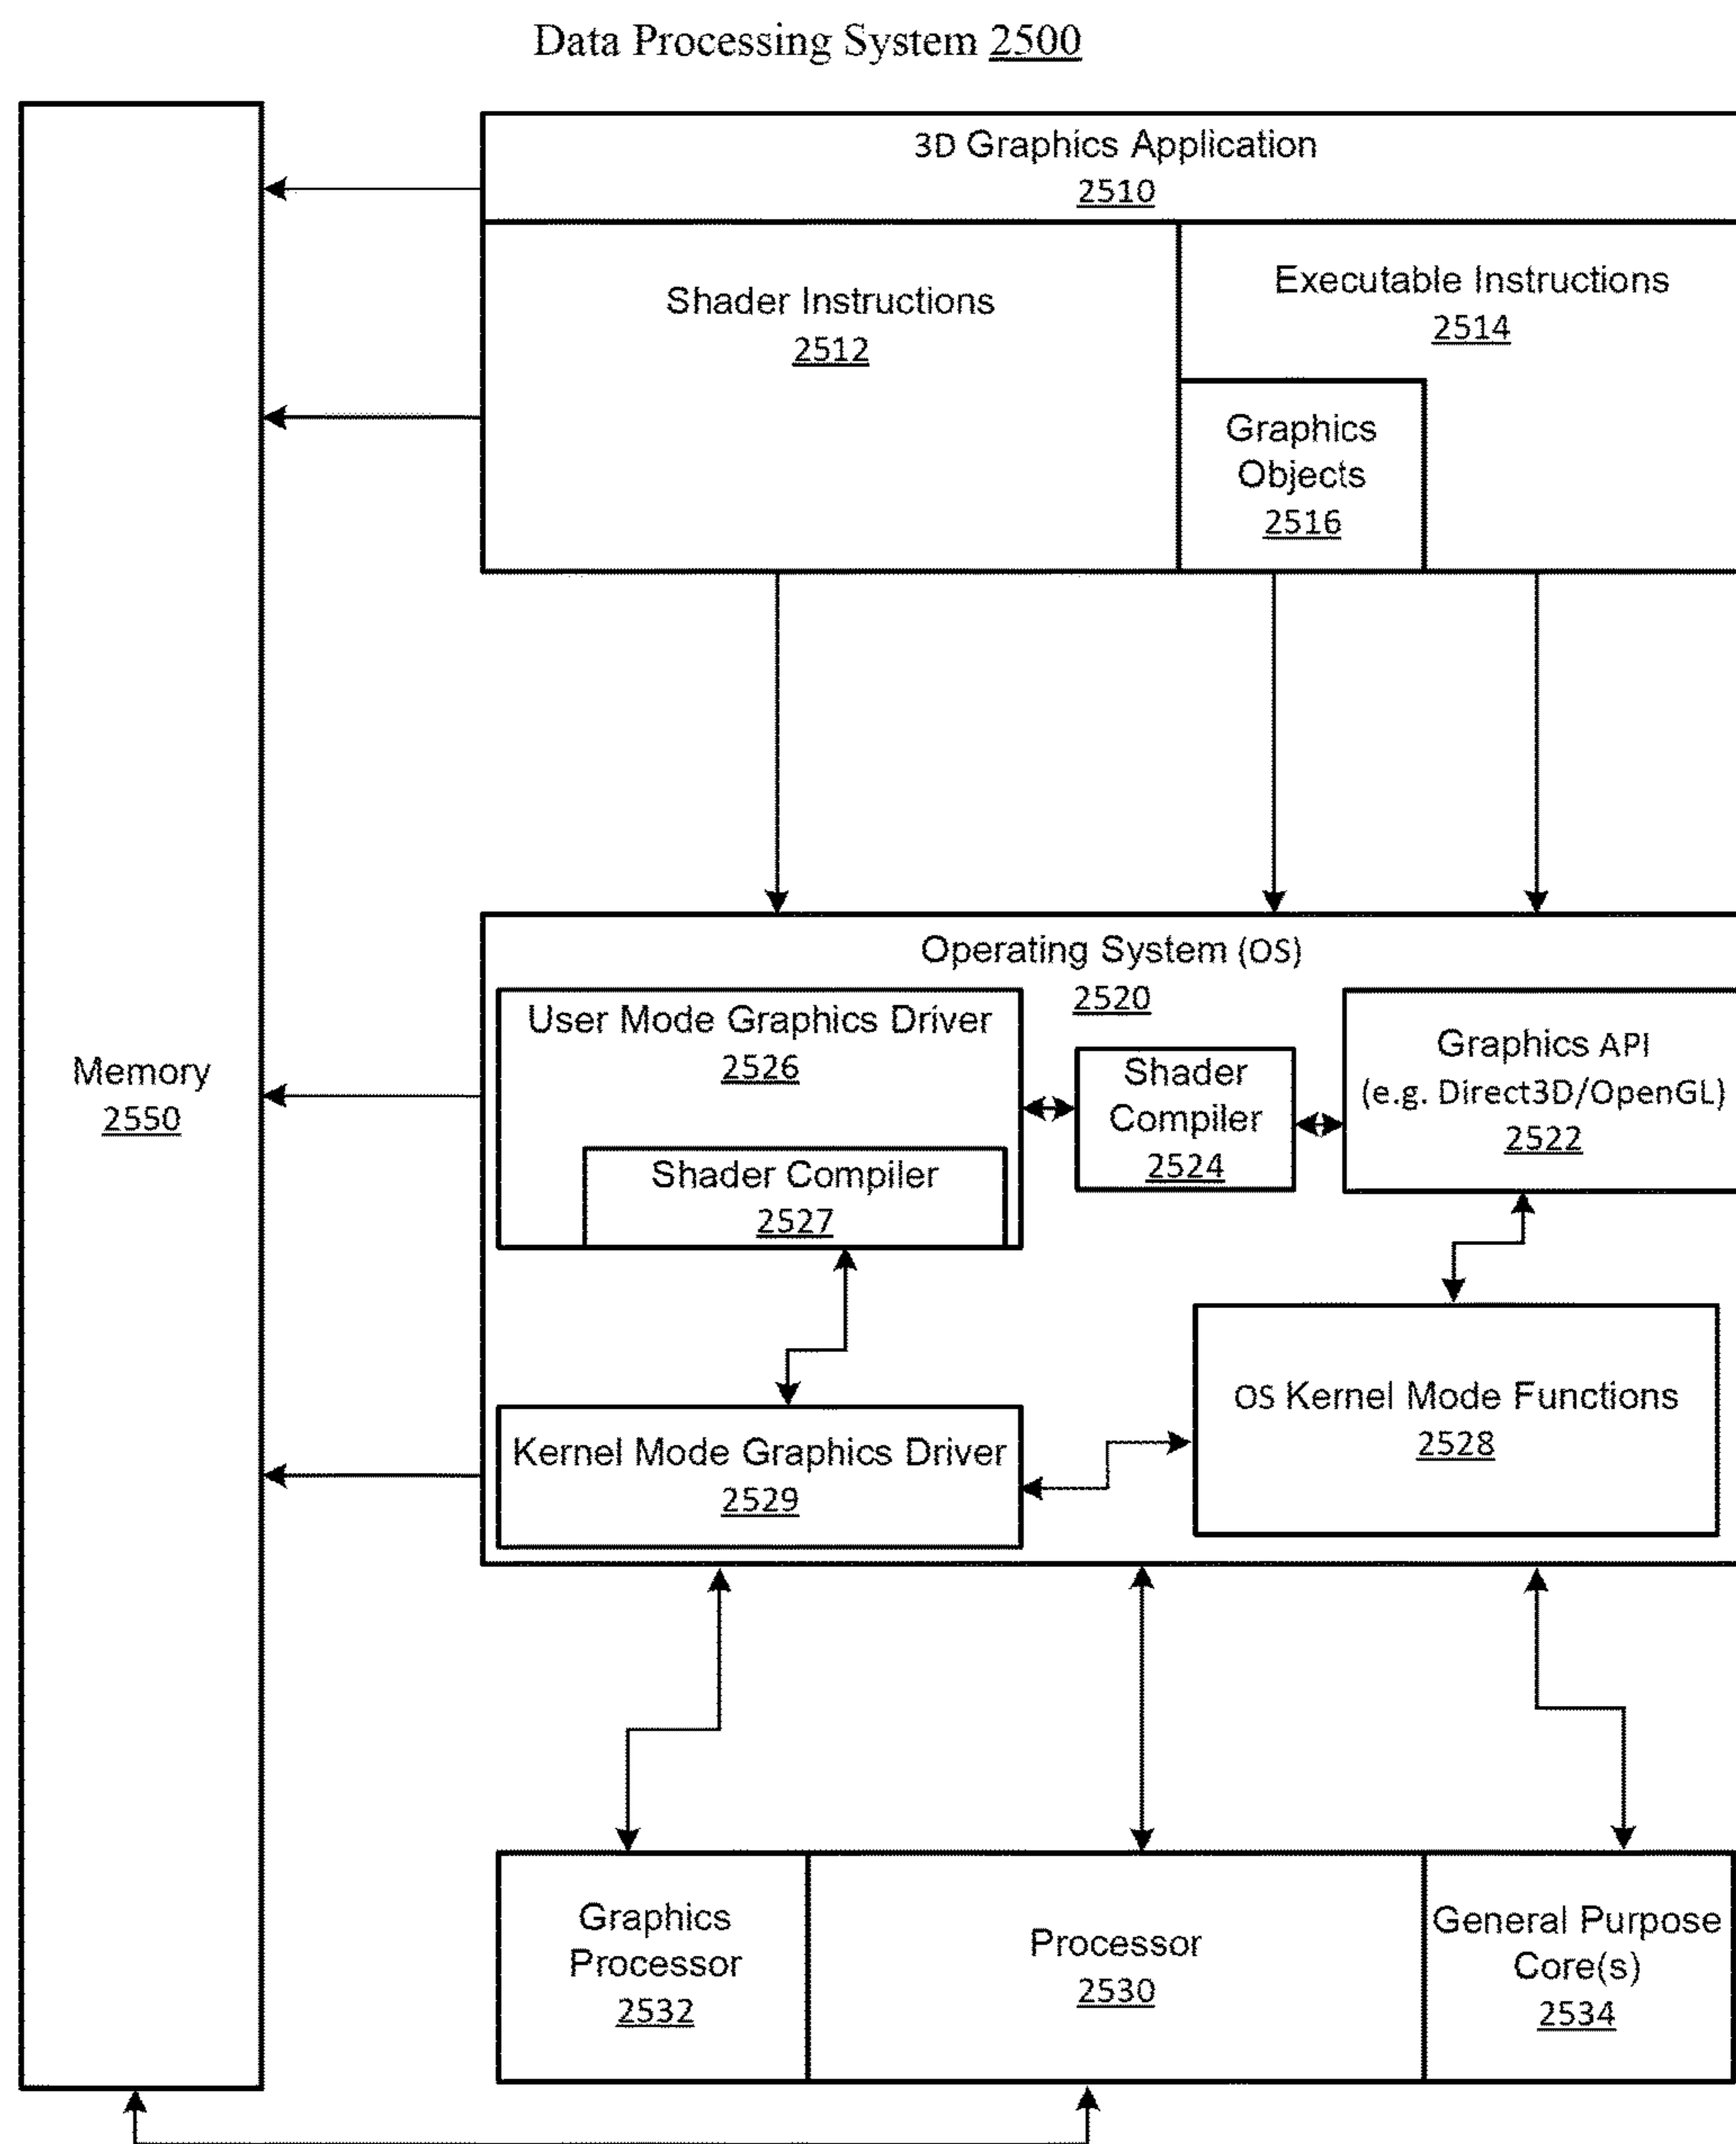 Data Processing System 2500
3D Graphics Application
2510
Shader Instructions
2512
Executable Instructions
2514
Graphics
Objects
2516
Memory
2550
Operating System (OS)
2520
User Mode Graphics Driver
2526
Shader Compiler
2527
Shader
Compiler
2524
Graphics API
(e.g. Direct3D/OpenGL)
2522
Kernel Mode Graphics Driver
2529
OS Kernel Mode Functions
2528
Graphics
Processor
2532
Processor
2530
General Purpose
Core(s)
2534